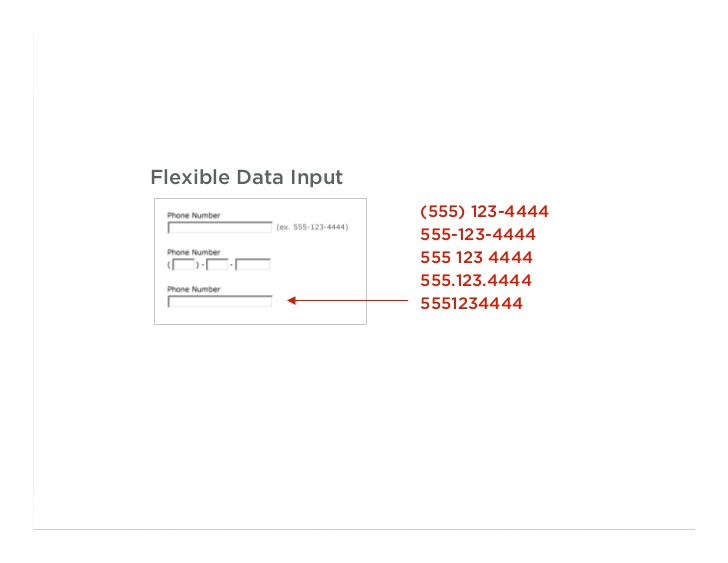 Flexible Data Input
Phone Number
(ex. 555-123-4444)
Phone Number
( ) - -
Phone Number
(555) 123-4444
555-123-4444
555 123 4444
555.123.4444
5551234444